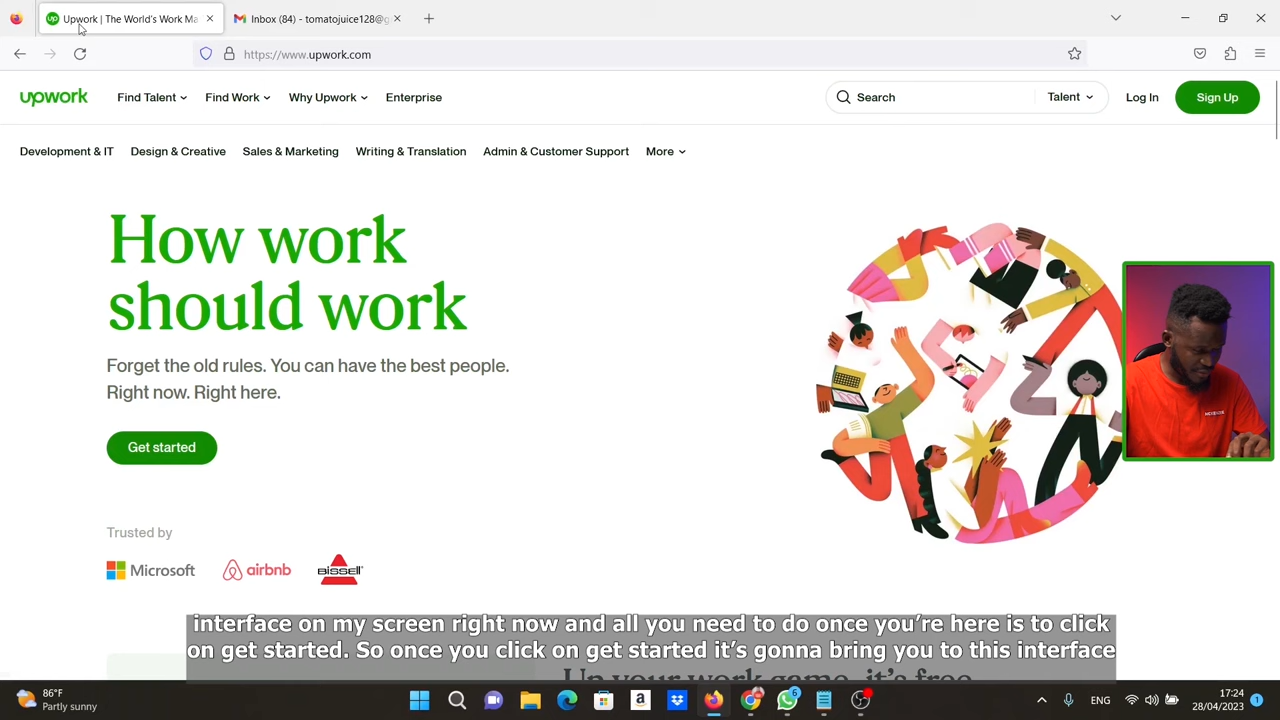 up Upwork | The World's Work Ma
Inbox (84) - tomatojuice128@g
https://www.upwork.com
upwork
Find Talent
Find Work
Why Upwork
Enterprise
Search
Talent
Log In
Sign Up
Development & IT
Design & Creative
Sales & Marketing
Writing & Translation
Admin & Customer Support
More
How work
should work
Forget the old rules. You can have the best people.
Right now. Right here.
Get started
Trusted by
Microsoft
airbnb
BISSELL
interface on my screen right now and all you need to do once you're here is to click
on get started. So once you click on get started it's gonna bring you to this interface
Up your work game, it's free
86°F
Partly sunny
a
6
ENG
17:24
28/04/2023
1